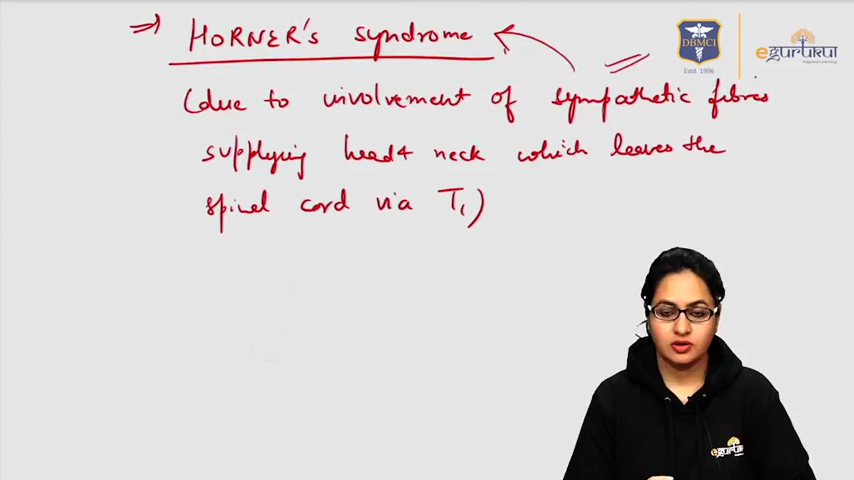 ⇒ HORNER's syndrome
(due to involvement of sympathetic fibres
supplying head & neck which leaves the
spinal cord via T1)
DBMCI
Estd. 1996
egurukul
egurukul